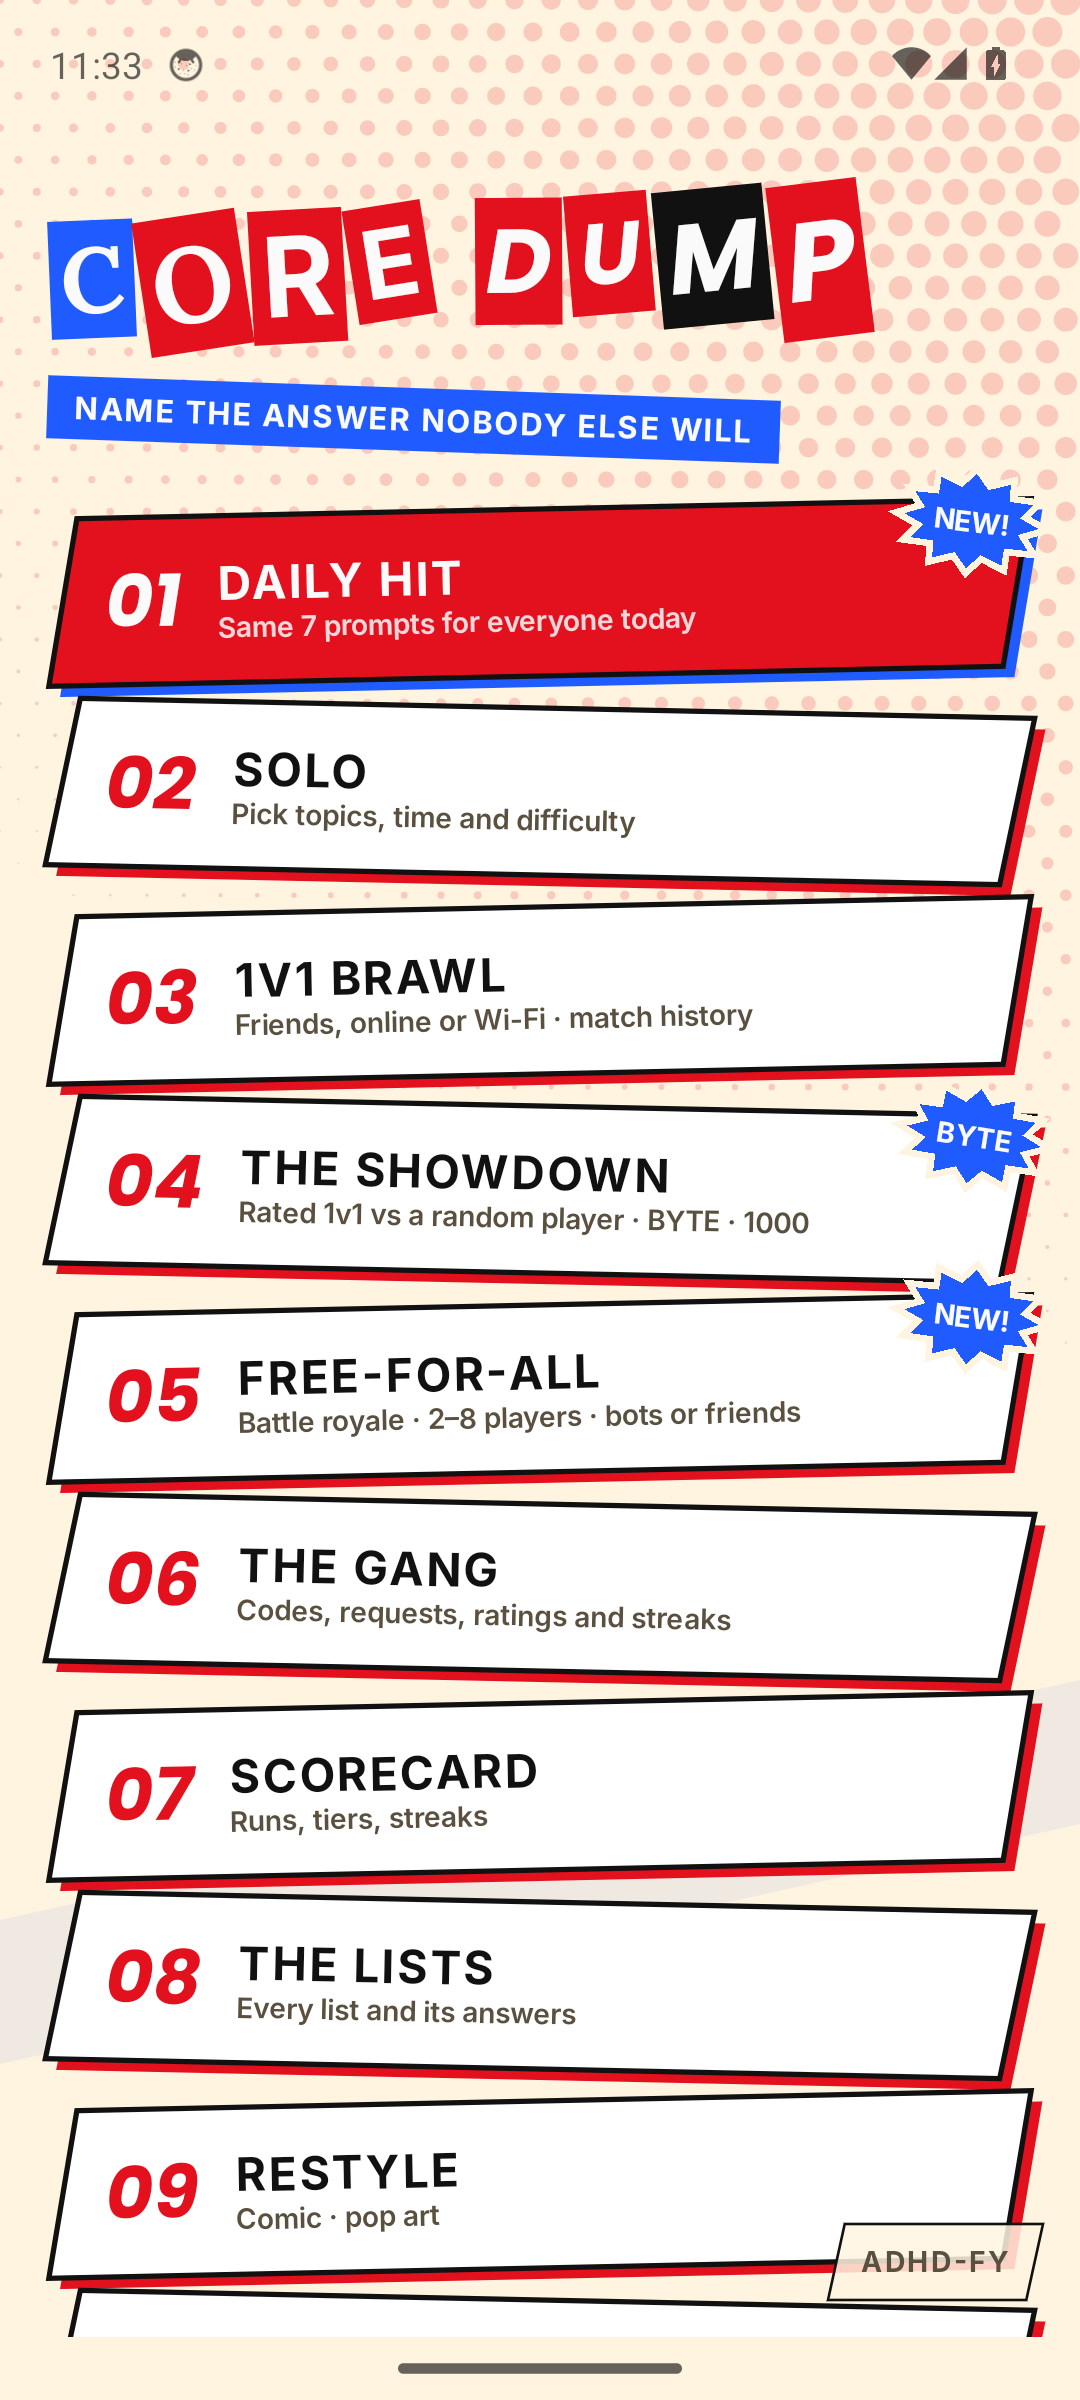 11:33
CORE DUMP
NAME THE ANSWER NOBODY ELSE WILL
NEW!
01 DAILY HIT
Same 7 prompts for everyone today
02 SOLO
Pick topics, time and difficulty
03 1V1 BRAWL
Friends, online or Wi-Fi · match history
BYTE
04 THE SHOWDOWN
Rated 1v1 vs a random player · BYTE · 1000
NEW!
05 FREE-FOR-ALL
Battle royale · 2–8 players · bots or friends
06 THE GANG
Codes, requests, ratings and streaks
07 SCORECARD
Runs, tiers, streaks
08 THE LISTS
Every list and its answers
09 RESTYLE
Comic · pop art
ADHD-FY